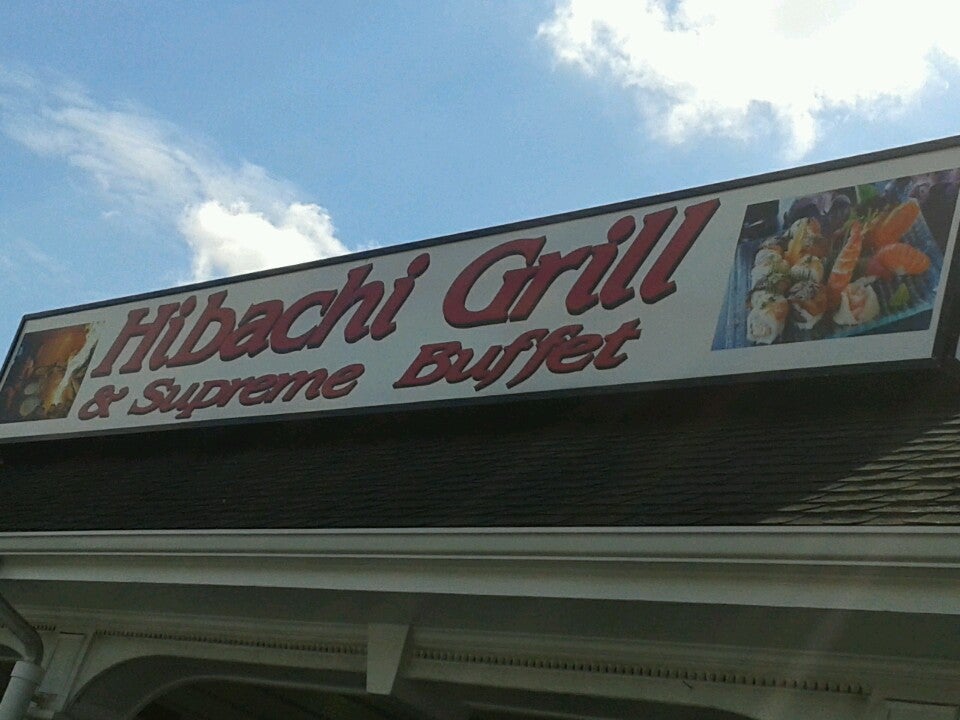 Hibachi Grill
& Supreme Buffet